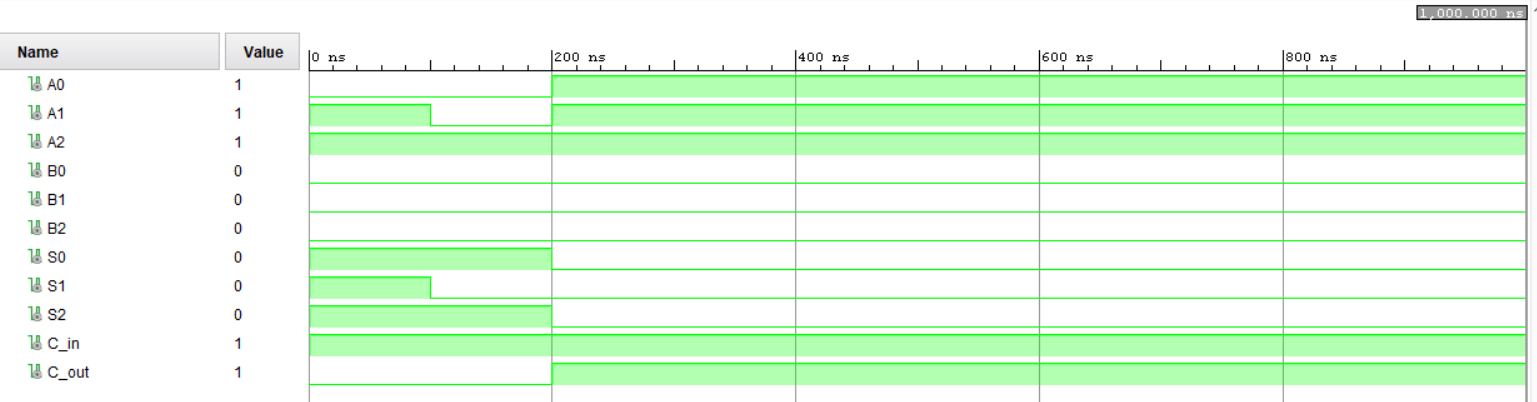 1,000.000 ns
Name Value
0 ns 200 ns 400 ns 600 ns 800 ns
A0 1
A1 1
A2 1
B0 0
B1 0
B2 0
S0 0
S1 0
S2 0
C_in 1
C_out 1